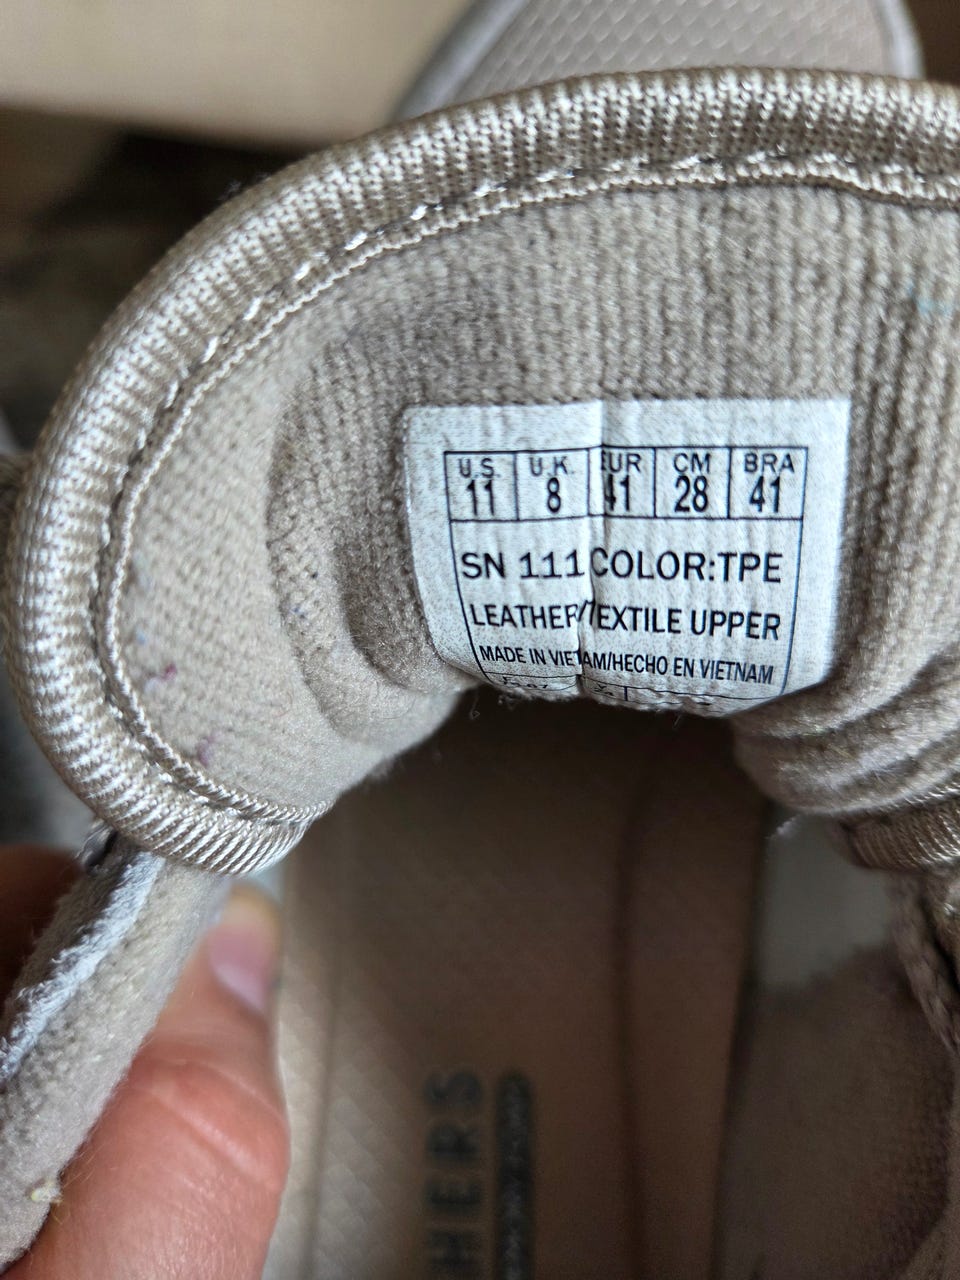 U.S. U.K. EUR CM BRA
11 8 41 28 41
SN 111 COLOR:TPE
LEATHER/TEXTILE UPPER
MADE IN VIETNAM/HECHO EN VIETNAM
HERS